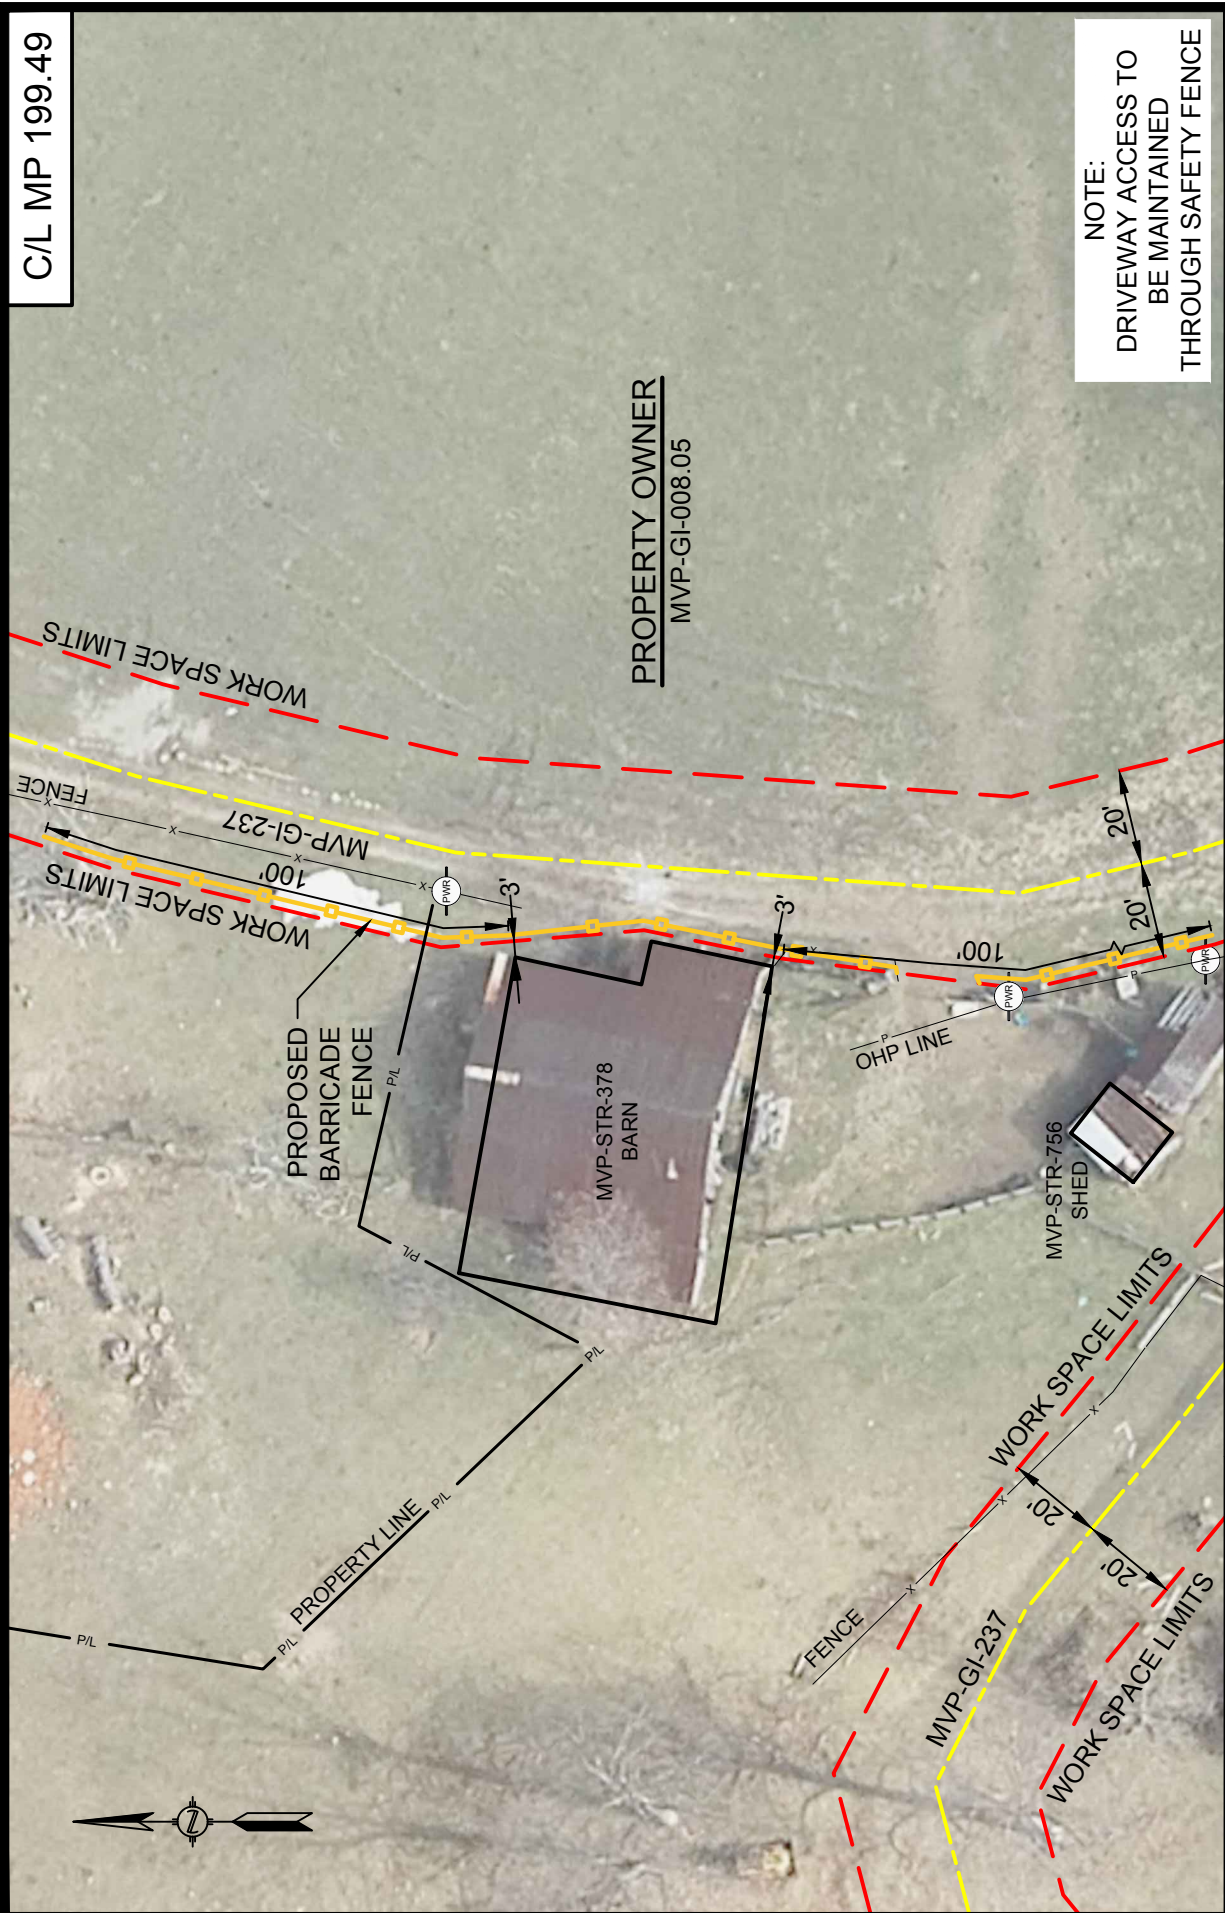 C/L MP 199.49
NOTE:
DRIVEWAY ACCESS TO
BE MAINTAINED
THROUGH SAFETY FENCE
PROPERTY OWNER
MVP-GI-008.05
WORK SPACE LIMITS
FENCE
X
X
X
X
MVP-GI-237
100'
WORK SPACE LIMITS
PWR
3'
PROPOSED
BARRICADE
FENCE
P/L
P/L
P/L
P/L
PROPERTY LINE
P/L
P/L
MVP-STR-378
BARN
3'
X
100'
20'
20'
PWR
P
P
PWR
OHP LINE
MVP-STR-756
SHED
WORK SPACE LIMITS
X
X
X
20'
20'
FENCE
MVP-GI-237
WORK SPACE LIMITS
N